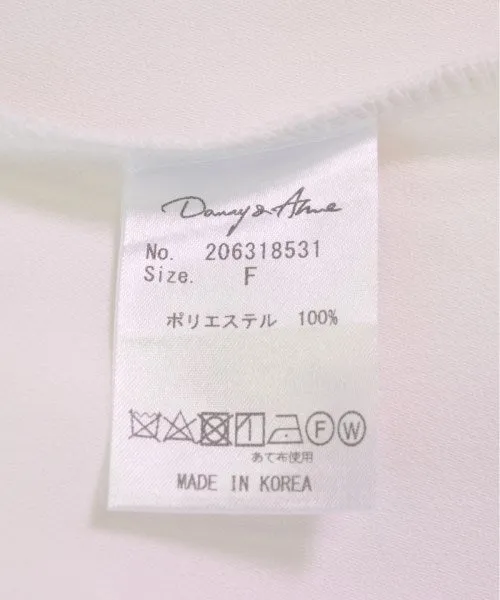 Danny & Anne
No. 206318531
Size. F
ポリエステル 100%
F W
あて布使用
MADE IN KOREA